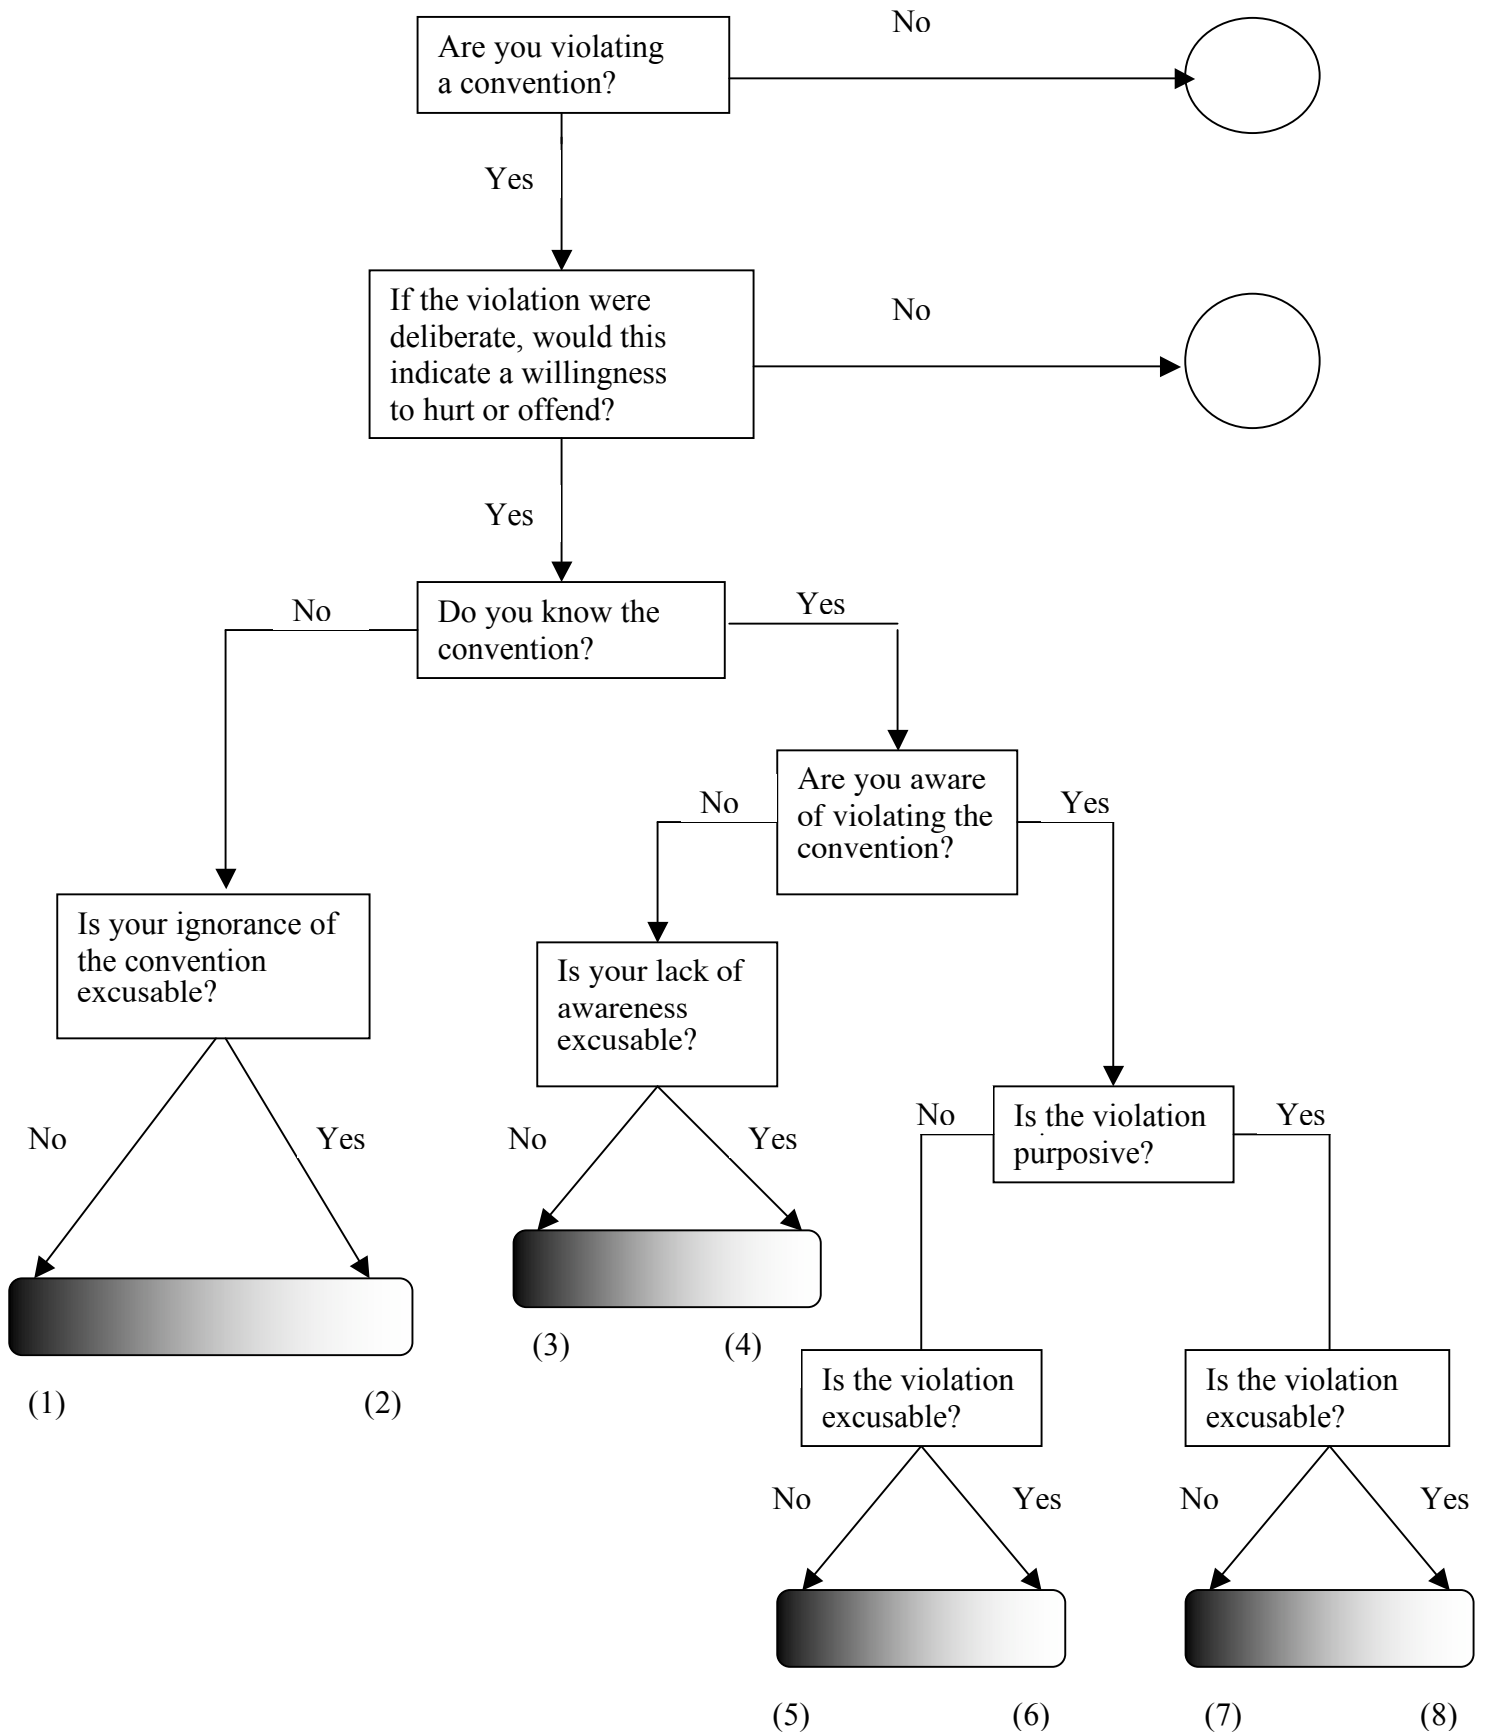 No
Are you violating
a convention?
Yes
No
If the violation were
deliberate, would this
indicate a willingness
to hurt or offend?
Yes
No
Do you know the
convention?
Yes
No
Are you aware
of violating the
convention?
Yes
Is your ignorance of
the convention
excusable?
Is your lack of
awareness
excusable?
No
Yes
No
Yes
No
Is the violation
purposive?
Yes
(1)
(2)
(3)
(4)
Is the violation
excusable?
Is the violation
excusable?
No
Yes
No
Yes
(5)
(6)
(7)
(8)